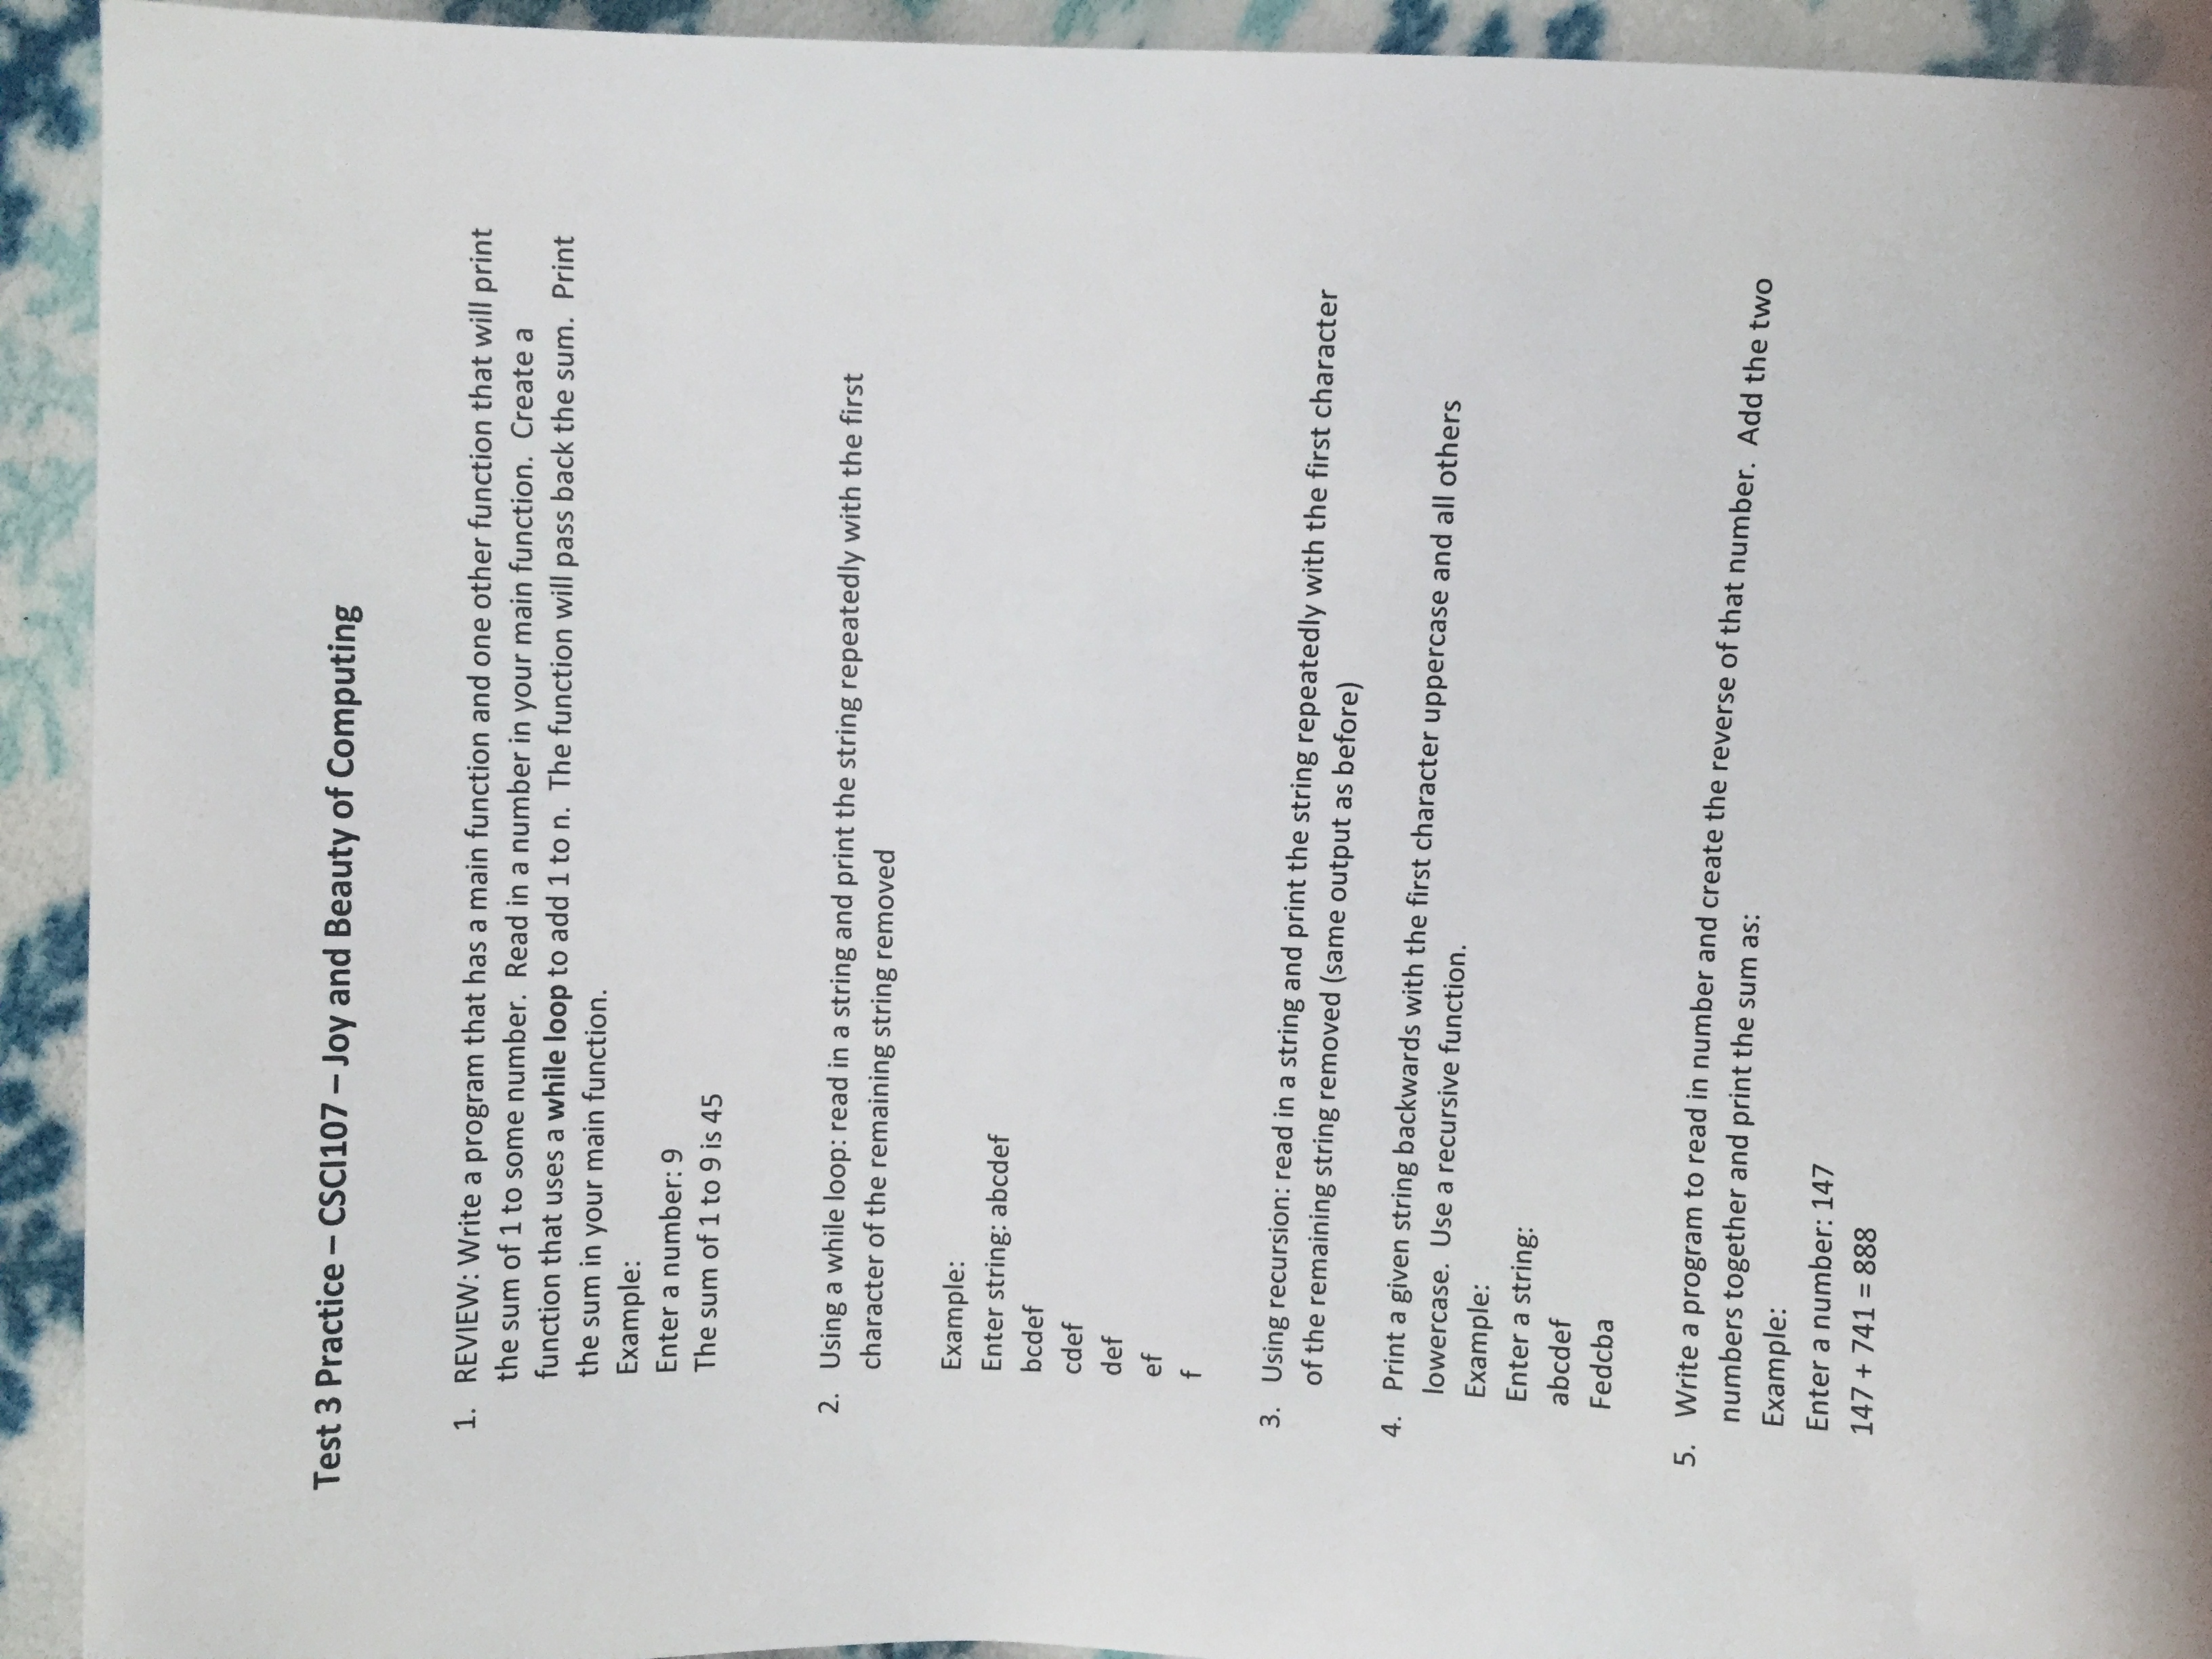 Test 3 Practice – CSCI107 – Joy and Beauty of Computing
1. REVIEW: Write a program that has a main function and one other function that will print
the sum of 1 to some number. Read in a number in your main function. Create a
function that uses a while loop to add 1 to n. The function will pass back the sum. Print
the sum in your main function.
Example:
Enter a number: 9
The sum of 1 to 9 is 45
2. Using a while loop: read in a string and print the string repeatedly with the first
character of the remaining string removed
Example:
Enter string: abcdef
bcdef
cdef
def
ef
f
3. Using recursion: read in a string and print the string repeatedly with the first character
of the remaining string removed (same output as before)
4. Print a given string backwards with the first character uppercase and all others
lowercase. Use a recursive function.
Example:
Enter a string:
abcdef
Fedcba
5. Write a program to read in number and create the reverse of that number. Add the two
numbers together and print the sum as:
Example:
Enter a number: 147
147 + 741 = 888